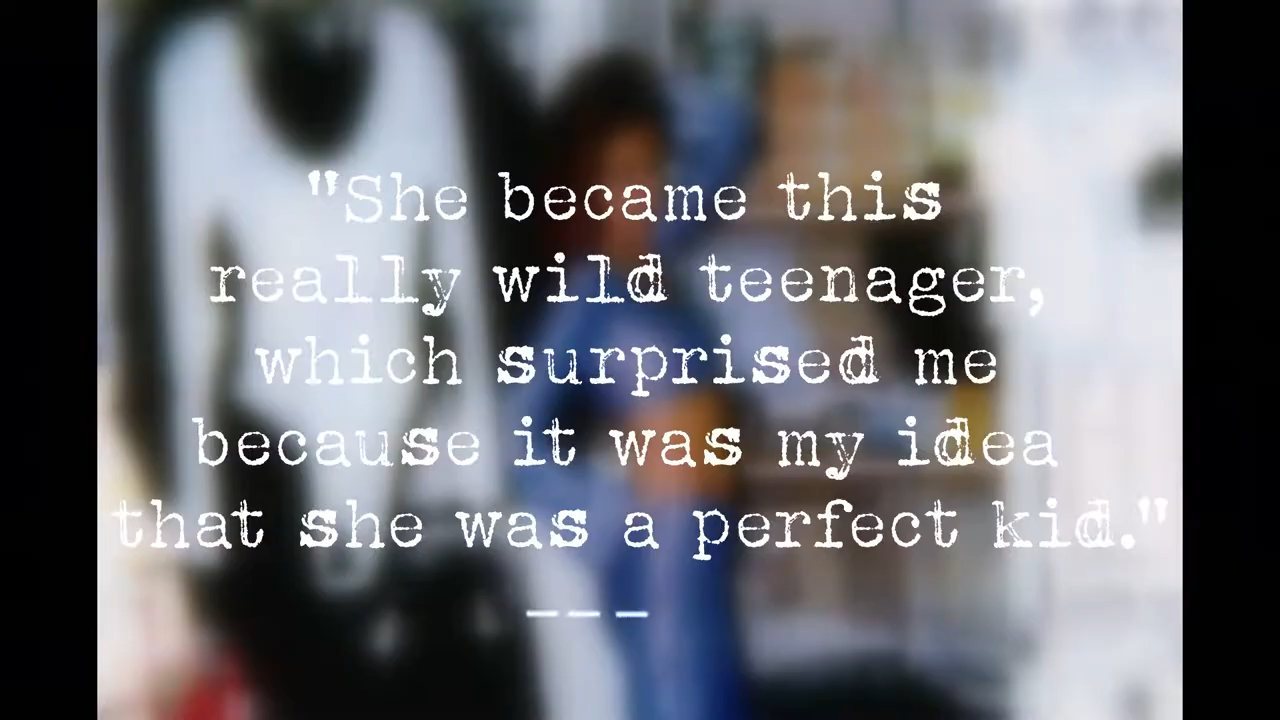 "She became this
really wild teenager,
which surprised me
because it was my idea
that she was a perfect kid."
---